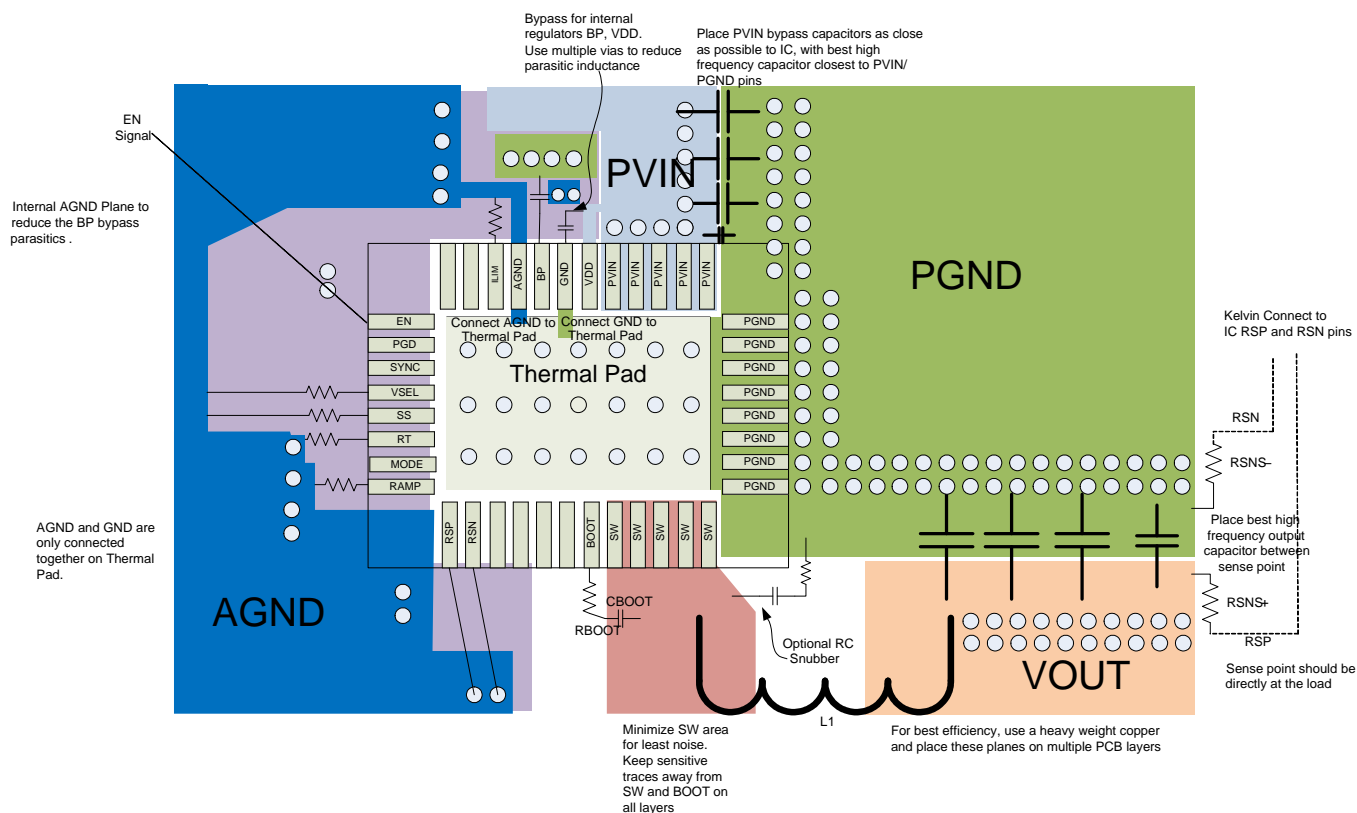 Bypass for internal
regulators BP, VDD.
Use multiple vias to reduce
parasitic inductance
Place PVIN bypass capacitors as close
as possible to IC, with best high
frequency capacitor closest to PVIN/
PGND pins
EN
Signal
Internal AGND Plane to
reduce the BP bypass
parasitics .
PVIN
PGND
ILIM
AGND
BP
GND
VDD
PVIN
PVIN
PVIN
PVIN
PVIN
Connect AGND to
Thermal Pad
Connect GND to
Thermal Pad
Thermal Pad
EN
PGD
SYNC
VSEL
SS
RT
MODE
RAMP
PGND
PGND
PGND
PGND
PGND
PGND
PGND
PGND
Kelvin Connect to
IC RSP and RSN pins
RSN
RSNS–
Place best high
frequency output
capacitor between
sense point
RSNS+
RSP
Sense point should be
directly at the load
AGND and GND are
only connected
together on Thermal
Pad.
AGND
RSP
RSN
BOOT
SW
SW
SW
SW
SW
CBOOT
RBOOT
Optional RC
Snubber
VOUT
L1
Minimize SW area
for least noise.
Keep sensitive
traces away from
SW and BOOT on
all layers
For best efficiency, use a heavy weight copper
and place these planes on multiple PCB layers